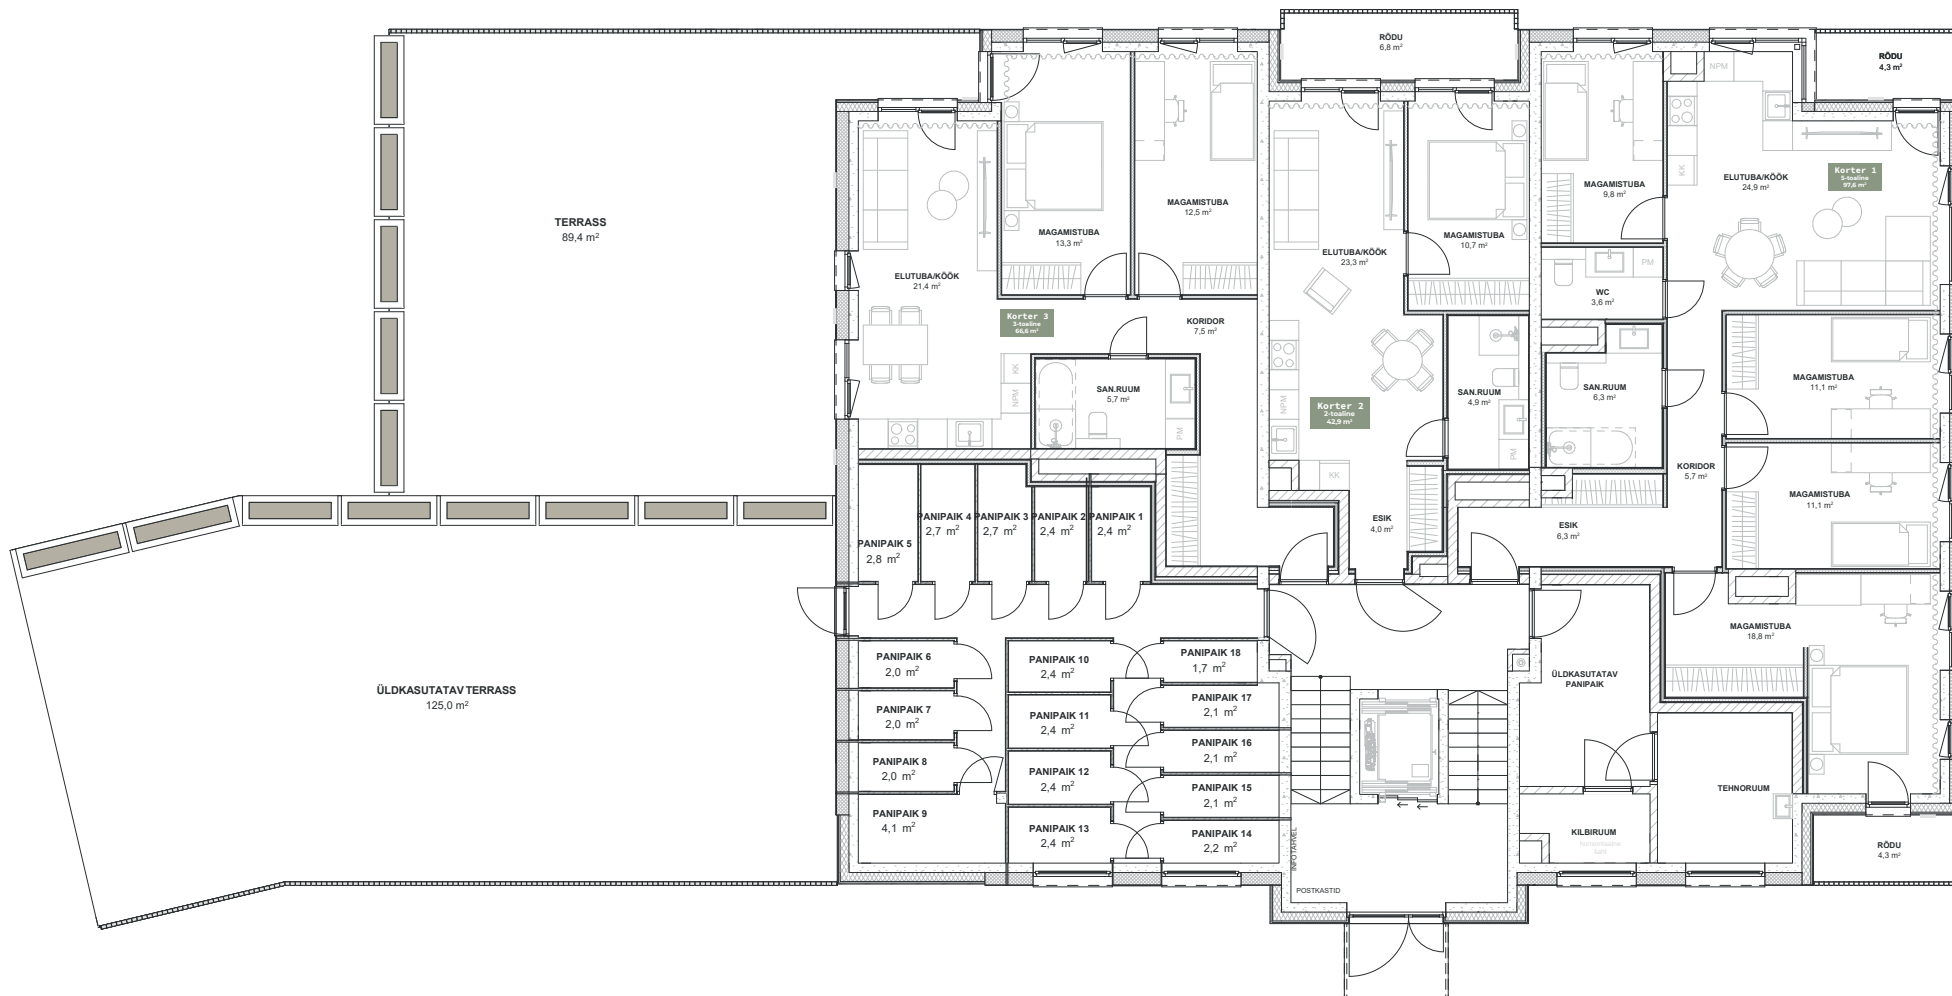 RÕDU
6,8 m²
RÕDU
4,3 m²
TERRASS
89,4 m²
MAGAMISTUBA
13,3 m²
MAGAMISTUBA
12,5 m²
ELUTUBA/KÖÖK
21,4 m²
Korter 3
3-toaline
66,6 m²
KORIDOR
7,5 m²
KK
NPM
SAN.RUUM
5,7 m²
PM
ELUTUBA/KÖÖK
23,3 m²
MAGAMISTUBA
10,7 m²
Korter 2
2-toaline
42,9 m²
NPM
KK
SAN.RUUM
4,9 m²
PM
ESIK
4,0 m²
MAGAMISTUBA
9,8 m²
NPM
KK
ELUTUBA/KÖÖK
24,9 m²
Korter 1
5-toaline
97,6 m²
PM
WC
3,6 m²
SAN.RUUM
6,3 m²
MAGAMISTUBA
11,1 m²
KORIDOR
5,7 m²
MAGAMISTUBA
11,1 m²
ESIK
6,3 m²
MAGAMISTUBA
18,8 m²
PANIPAIK 5
2,8 m²
PANIPAIK 4
2,7 m²
PANIPAIK 3
2,7 m²
PANIPAIK 2
2,4 m²
PANIPAIK 1
2,4 m²
PANIPAIK 6
2,0 m²
PANIPAIK 7
2,0 m²
PANIPAIK 8
2,0 m²
PANIPAIK 9
4,1 m²
PANIPAIK 10
2,4 m²
PANIPAIK 11
2,4 m²
PANIPAIK 12
2,4 m²
PANIPAIK 13
2,4 m²
PANIPAIK 18
1,7 m²
PANIPAIK 17
2,1 m²
PANIPAIK 16
2,1 m²
PANIPAIK 15
2,1 m²
PANIPAIK 14
2,2 m²
ÜLDKASUTATAV TERRASS
125,0 m²
ÜLDKASUTATAV
PANIPAIK
TEHNORUUM
KILBIRUUM
INFOTAHVEL
POSTKASTID
RÕDU
4,3 m²